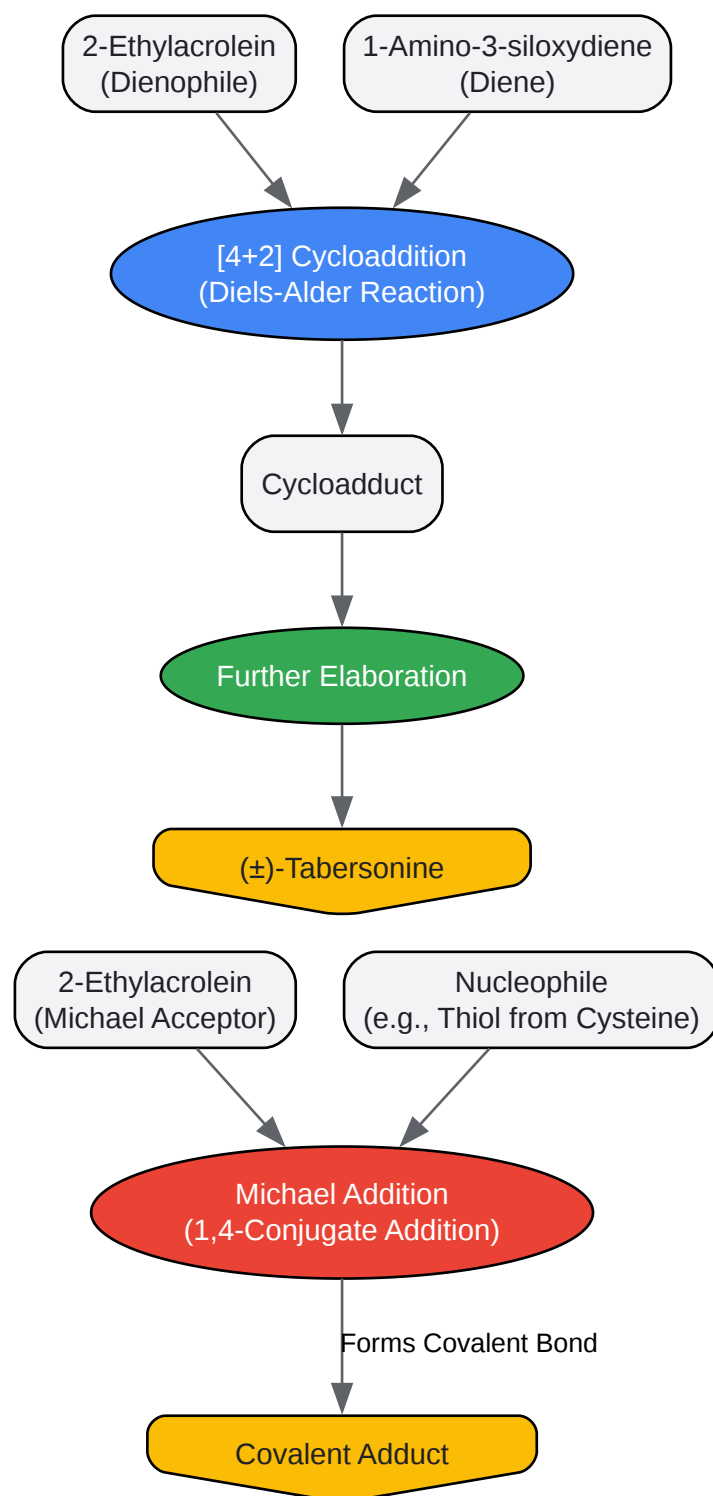 2-Ethylacrolein
(Dienophile)
1-Amino-3-siloxydiene
(Diene)
[4+2] Cycloaddition
(Diels-Alder Reaction)
Cycloadduct
Further Elaboration
(±)-Tabersonine
2-Ethylacrolein
(Michael Acceptor)
Nucleophile
(e.g., Thiol from Cysteine)
Michael Addition
(1,4-Conjugate Addition)
Forms Covalent Bond
Covalent Adduct